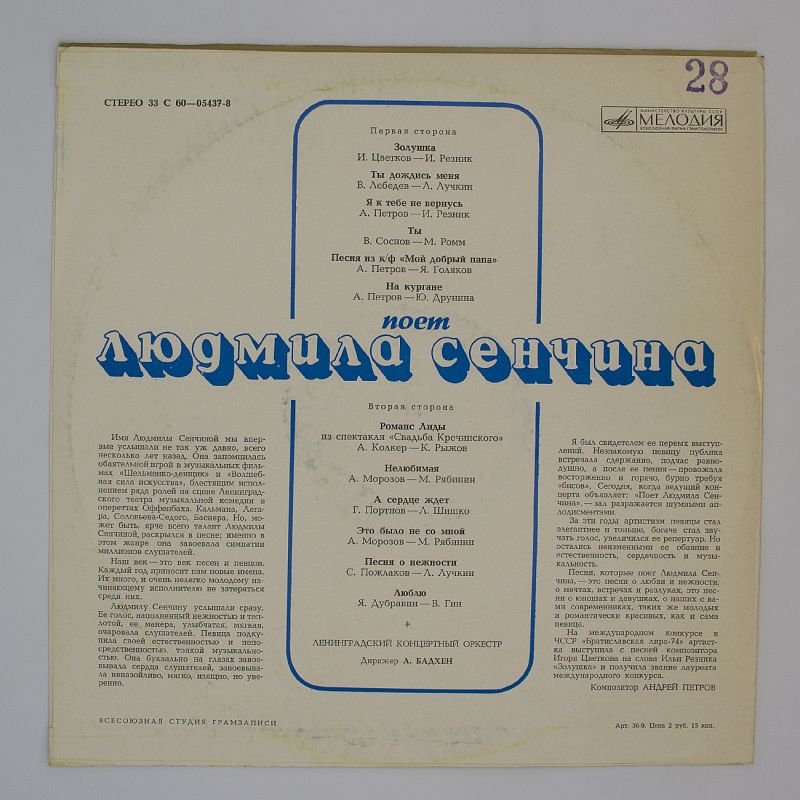 28
СТЕРЕО 33 С 60—05437-8
МИНИСТЕРСТВО КУЛЬТУРЫ СССР
МЕЛОДИЯ
ВСЕСОЮЗНАЯ ФИРМА ГРАМПЛАСТИНОК
Первая сторона
Золушка
И. Цветков — И. Резник
Ты дождись меня
В. Лебедев — Л. Лучкин
Я к тебе не вернусь
А. Петров — И. Резник
Ты
В. Соснов — М. Ромм
Песня из к/ф «Мой добрый папа»
А. Петров — Я. Голяков
На кургане
А. Петров — Ю. Друнина
поет
людмила сенчина
Вторая сторона
Романс Лиды
из спектакля «Свадьба Кречинского»
А. Колкер — К. Рыжов
Нелюбимая
А. Морозов — М. Рябинин
А сердце ждет
Г. Портнов — Л. Шишко
Это было не со мной
А. Морозов — М. Рябинин
Песня о нежности
С. Пожлаков — Л. Лучкин
Люблю
Я. Дубравин — В. Гин
*
ЛЕНИНГРАДСКИЙ КОНЦЕРТНЫЙ ОРКЕСТР
Дирижер А. БАДХЕН
Имя Людмилы Сенчиной мы впер-
вые услышали не так уж давно, всего
несколько лет назад. Она запомнилась
обаятельной игрой в музыкальных филь-
мах «Шельменко-денщик» и «Волшеб-
ная сила искусства», блестящим испол-
нением ряда ролей на сцене Ленинград-
ского театра музыкальной комедии в
опереттах Оффенбаха, Кальмана, Лега-
ра, Соловьева-Седого, Баснера. Но, мо-
жет быть, ярче всего талант Людмилы
Сенчиной раскрылся в песне; именно в
этом жанре она завоевала симпатии
миллионов слушателей.
Наш век — это век песен и певцов.
Каждый год приносит нам новые имена.
Их много, и очень нелегко молодому на-
чинающему исполнителю не затеряться
среди них.
Людмилу Сенчину услышали сразу.
Ее голос, наполненный нежностью и теп-
лотой, ее манера, улыбчатая, мягкая,
очаровала слушателей. Певица подку-
пила своей естественностью и непо-
средственностью, тонкой музыкально-
стью. Она буквально на глазах завое-
вывала сердца слушателей, завоевыва-
ла неназойливо, мягко, изящно, но уве-
ренно.
Я был свидетелем ее первых выступ-
лений. Незнакомую певицу публика
встречала сдержанно, подчас равно-
душно, а после ее пения — провожала
восторженно и горячо, бурно требуя
«бисов». Сегодня, когда ведущий кон-
церта объявляет: «Поет Людмила Сен-
чина», — зал разражается шумными ап-
лодисментами.
За эти годы артистизм певицы стал
элегантнее и тоньше, богаче стал зву-
чать голос, увеличился ее репертуар. Но
остались неизменными ее обаяние и
естественность, сердечность и музы-
кальность.
Песни, которые поет Людмила Сен-
чина, — это песни о любви и нежности,
о мечтах, встречах и разлуках, это пес-
ни о юношах и девушках, о наших с ва-
ми современниках, таких же молодых
и романтически красивых, как и сама
певица.
На международном конкурсе в
ЧССР «Братиславская лира-74» артист-
ка выступила с песней композитора
Игоря Цветкова на слова Ильи Резника
«Золушка» и получила звание лауреата
международного конкурса.
Композитор АНДРЕЙ ПЕТРОВ
ВСЕСОЮЗНАЯ СТУДИЯ ГРАМЗАПИСИ
Арт. 36-9. Цена 2 руб. 15 коп.